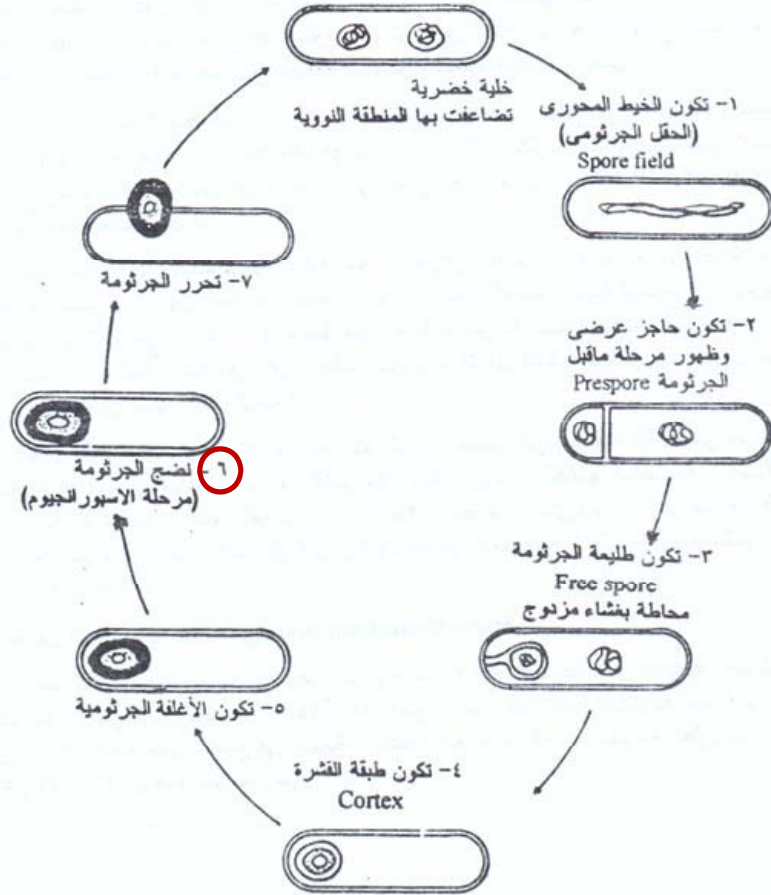 خلية خضرية
تضاعفت بها المنطقة النووية
١- تكون الخيط المحورى
(الحقل الجرثومى)
Spore field
٢- تكون حاجز عرضى
وظهور مرحلة ماقبل
الجرثومة Prespore
٣- تكون طليعة الجرثومة
Free spore
محاطة بغشاء مزدوج
٤- تكون طبقة القشرة
Cortex
٥- تكون الأغلفة الجرثومية
٦- نضج الجرثومة
(مرحلة الاسبورانجيوم)
٧- تحرر الجرثومة